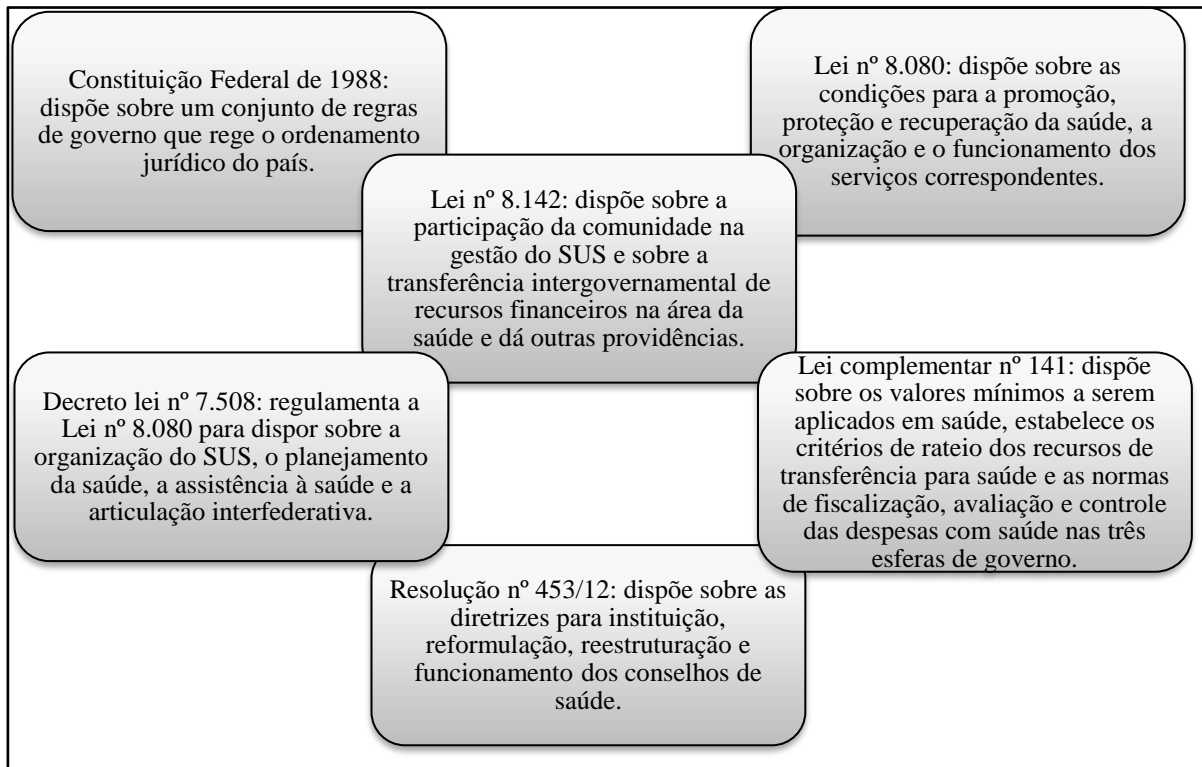 Constituição Federal de 1988:
dispõe sobre um conjunto de regras
de governo que rege o ordenamento
jurídico do país.
Lei nº 8.080: dispõe sobre as
condições para a promoção,
proteção e recuperação da saúde, a
organização e o funcionamento dos
serviços correspondentes.
Lei nº 8.142: dispõe sobre a
participação da comunidade na
gestão do SUS e sobre a
transferência intergovernamental de
recursos financeiros na área da
saúde e dá outras providências.
Decreto lei nº 7.508: regulamenta a
Lei nº 8.080 para dispor sobre a
organização do SUS, o planejamento
da saúde, a assistência à saúde e a
articulação interfederativa.
Lei complementar nº 141: dispõe
sobre os valores mínimos a serem
aplicados em saúde, estabelece os
critérios de rateio dos recursos de
transferência para saúde e as normas
de fiscalização, avaliação e controle
das despesas com saúde nas três
esferas de governo.
Resolução nº 453/12: dispõe sobre as
diretrizes para instituição,
reformulação, reestruturação e
funcionamento dos conselhos de
saúde.